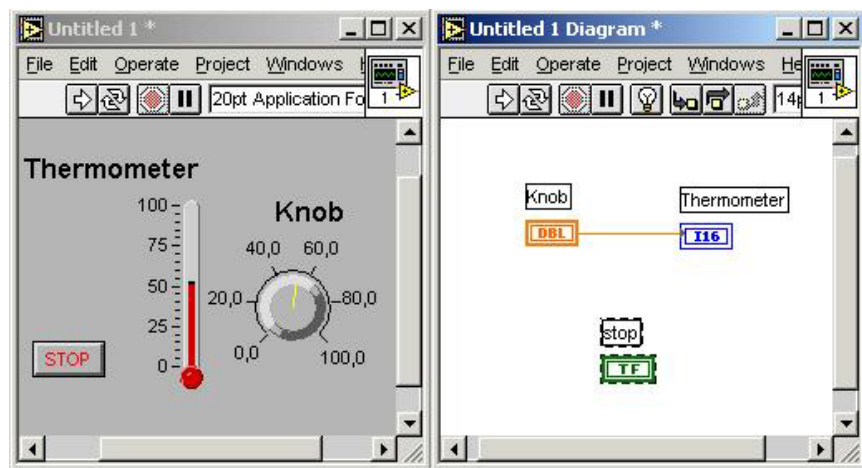 Untitled 1 *
File Edit Operate Project Windows
20pt Application Fo
1
Thermometer
100
75
50
25
0
Knob
40,0 60,0
20,0 80,0
0,0 100,0
STOP
Untitled 1 Diagram *
File Edit Operate Project Windows He
14
1
Knob
DBL
Thermometer
I16
stop
TF